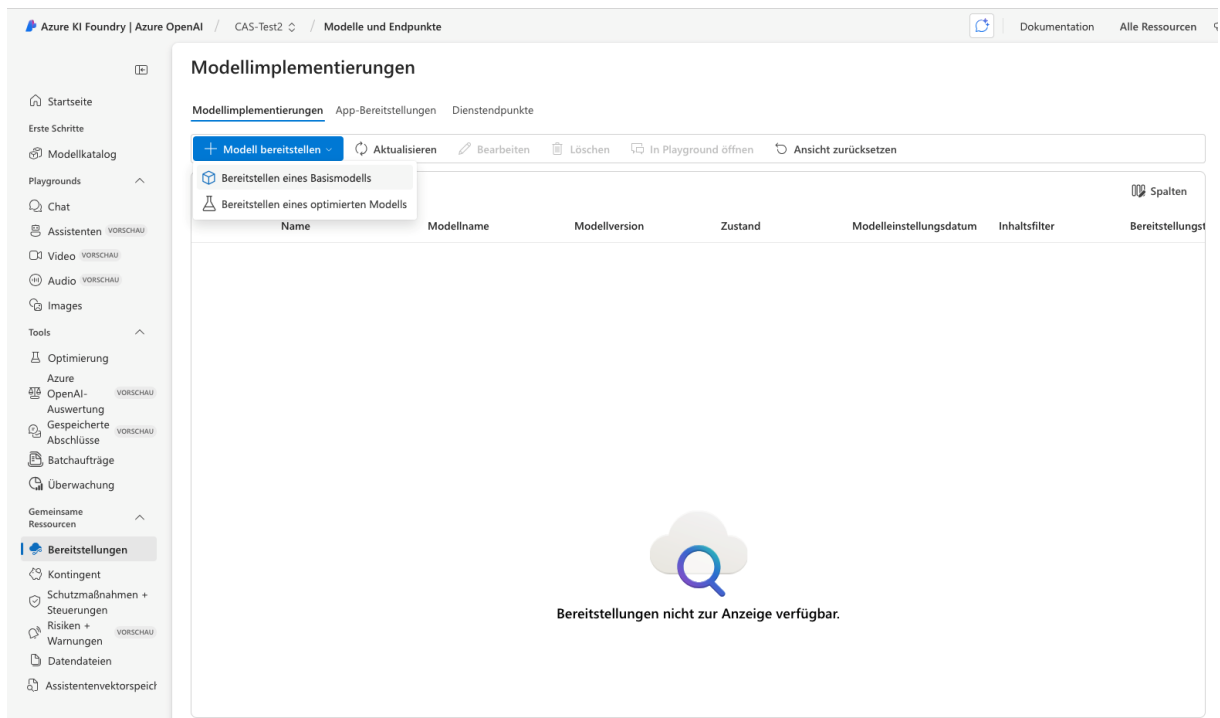 Azure KI Foundry | Azure OpenAI / CAS-Test2 / Modelle und Endpunkte Dokumentation Alle Ressourcen
Modellimplementierungen
Startseite
Erste Schritte
Modellkatalog
Playgrounds
Chat
Assistenten VORSCHAU
Video VORSCHAU
Audio VORSCHAU
Images
Tools
Optimierung
Azure
OpenAI- VORSCHAU
Auswertung
Gespeicherte
Abschlüsse VORSCHAU
Batchaufträge
Überwachung
Gemeinsame
Ressourcen
Bereitstellungen
Kontingent
Schutzmaßnahmen +
Steuerungen
Risiken +
Warnungen VORSCHAU
Datendateien
Assistentenvektorspeich
Modellimplementierungen App-Bereitstellungen Dienstendpunkte
+ Modell bereitstellen Aktualisieren Bearbeiten Löschen In Playground öffnen Ansicht zurücksetzen
Bereitstellen eines Basismodells
Bereitstellen eines optimierten Modells
Spalten
Name Modellname Modellversion Zustand Modelleinstellungsdatum Inhaltsfilter Bereitstellungst
Bereitstellungen nicht zur Anzeige verfügbar.